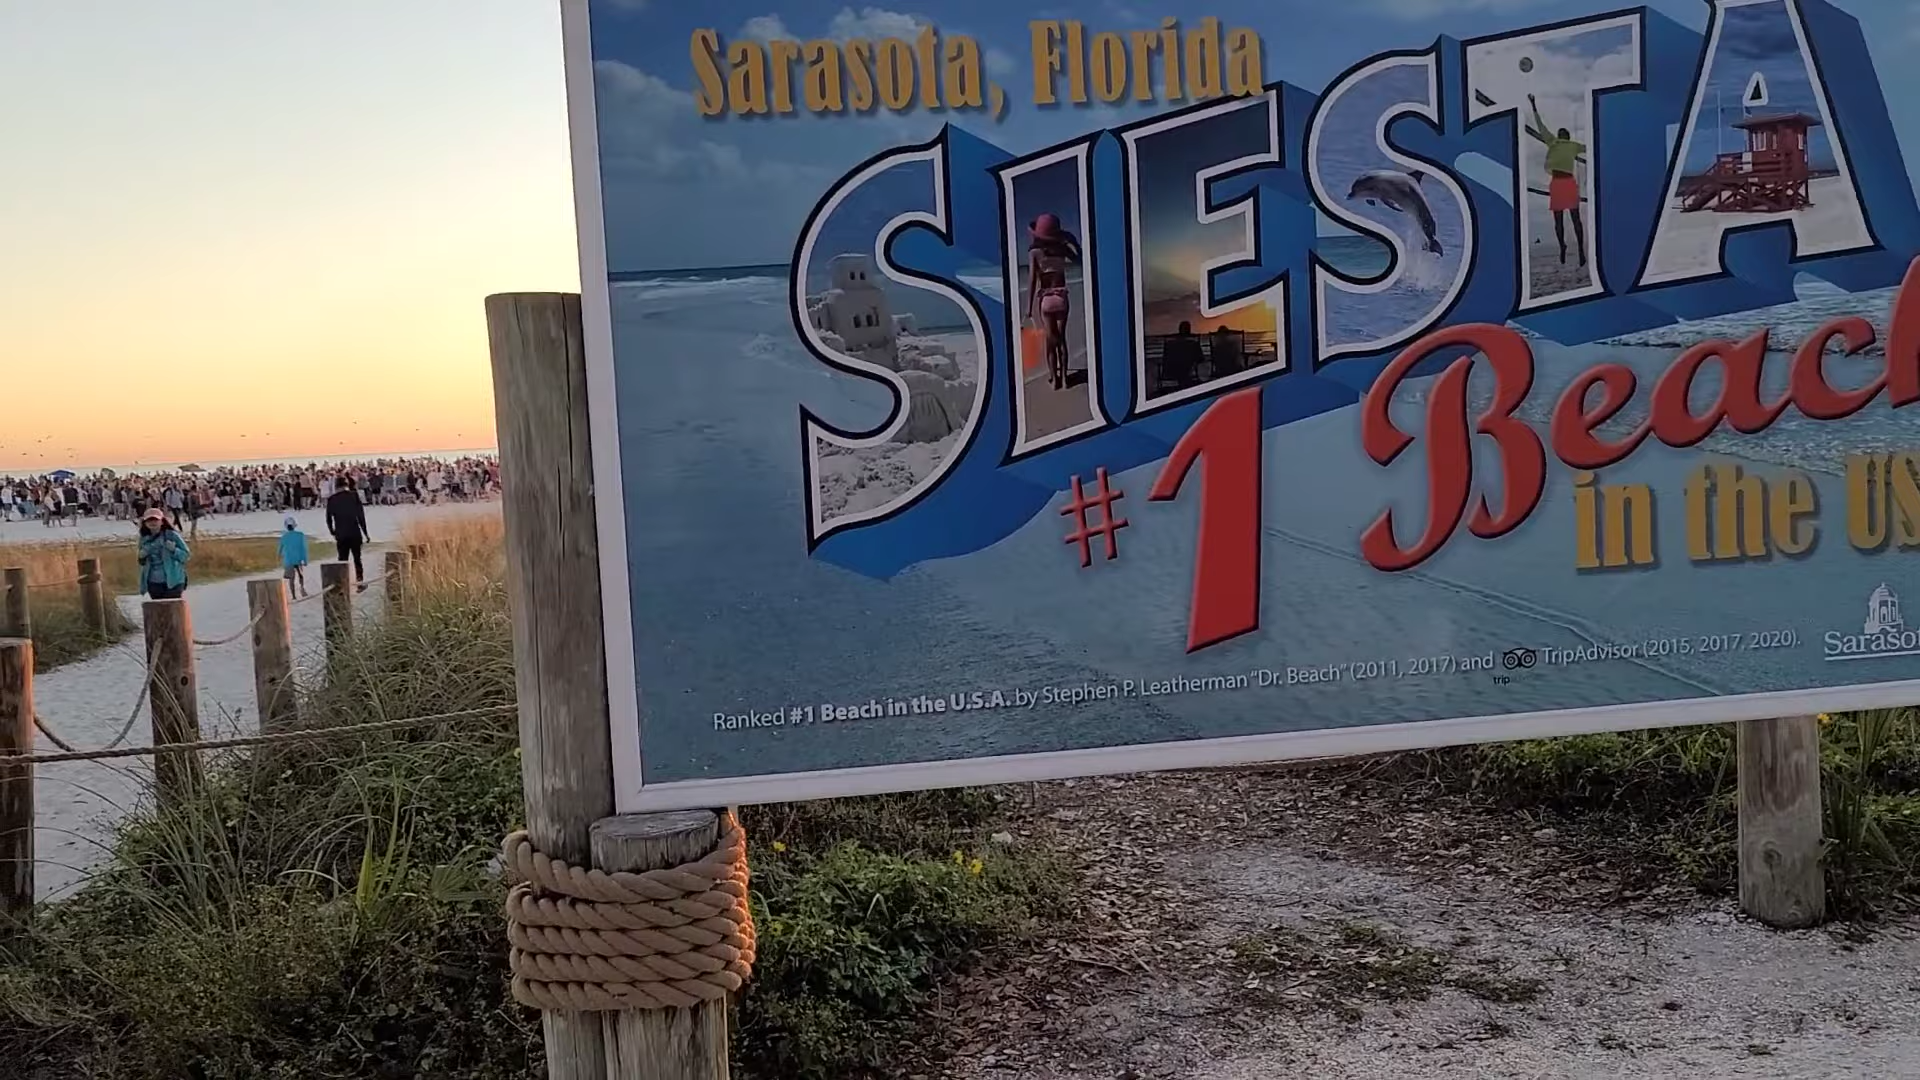 Sarasota, Florida
SIESTA
#1 Beach
in the US
Ranked #1 Beach in the U.S.A. by Stephen P. Leatherman "Dr. Beach" (2011, 2017) and TripAdvisor (2015, 2017, 2020).
trip
Saraso